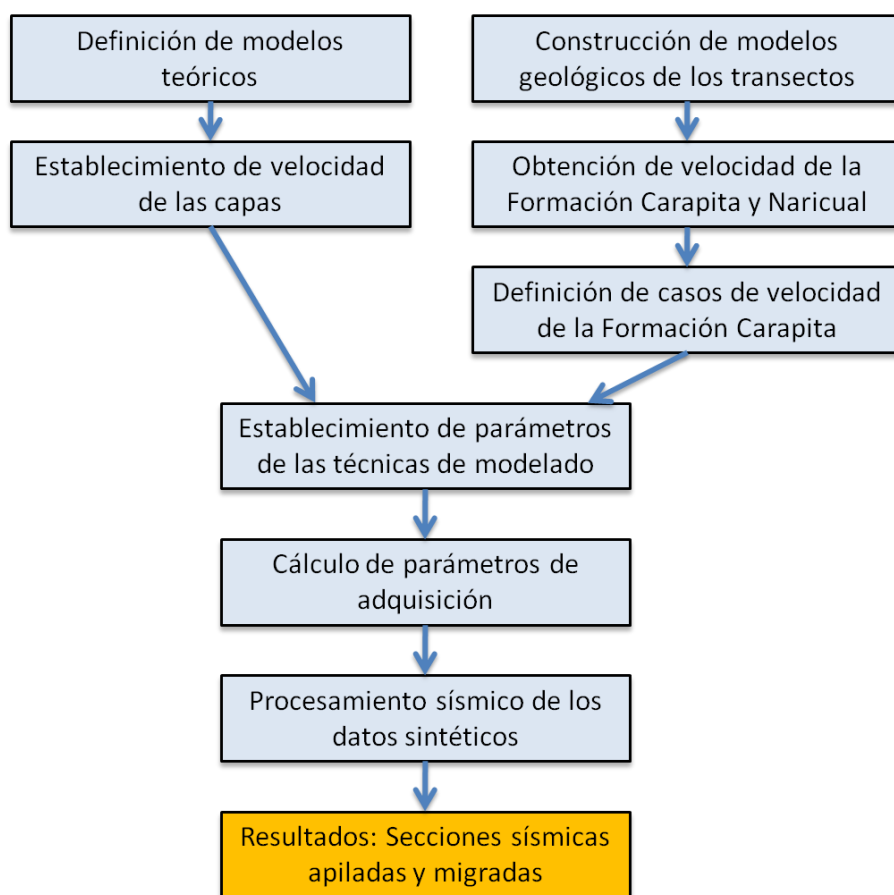 Definición de modelos
teóricos
Establecimiento de velocidad
de las capas
Construcción de modelos
geológicos de los transectos
Obtención de velocidad de la
Formación Carapita y Naricual
Definición de casos de velocidad
de la Formación Carapita
Establecimiento de parámetros
de las técnicas de modelado
Cálculo de parámetros de
adquisición
Procesamiento sísmico de los
datos sintéticos
Resultados: Secciones sísmicas
apiladas y migradas